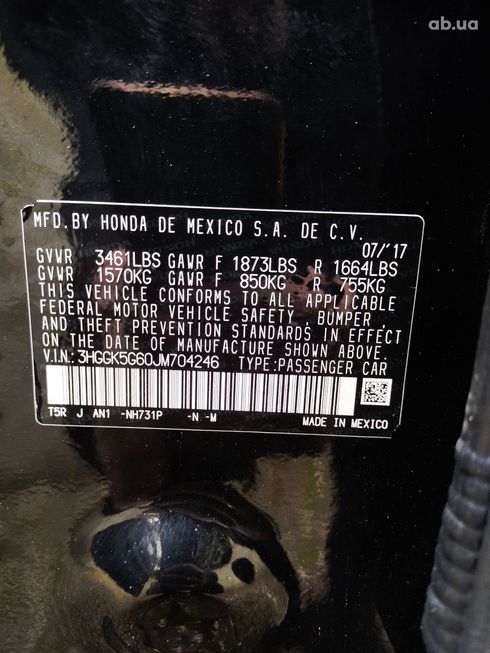 ab.ua
MFD. BY HONDA DE MEXICO S.A. DE C.V.
07/'17
GVWR 3461LBS GAWR F 1873LBS R 1664LBS
GVWR 1570KG GAWR F 850KG R 755KG
THIS VEHICLE CONFORMS TO ALL APPLICABLE
FEDERAL MOTOR VEHICLE SAFETY, BUMPER,
AND THEFT PREVENTION STANDARDS IN EFFECT
ON THE DATE OF MANUFACTURE SHOWN ABOVE.
V.I.N.: 3HGGK5G60JM704246 TYPE:PASSENGER CAR
T5R J AN1 -NH731P -N -M
MADE IN MEXICO